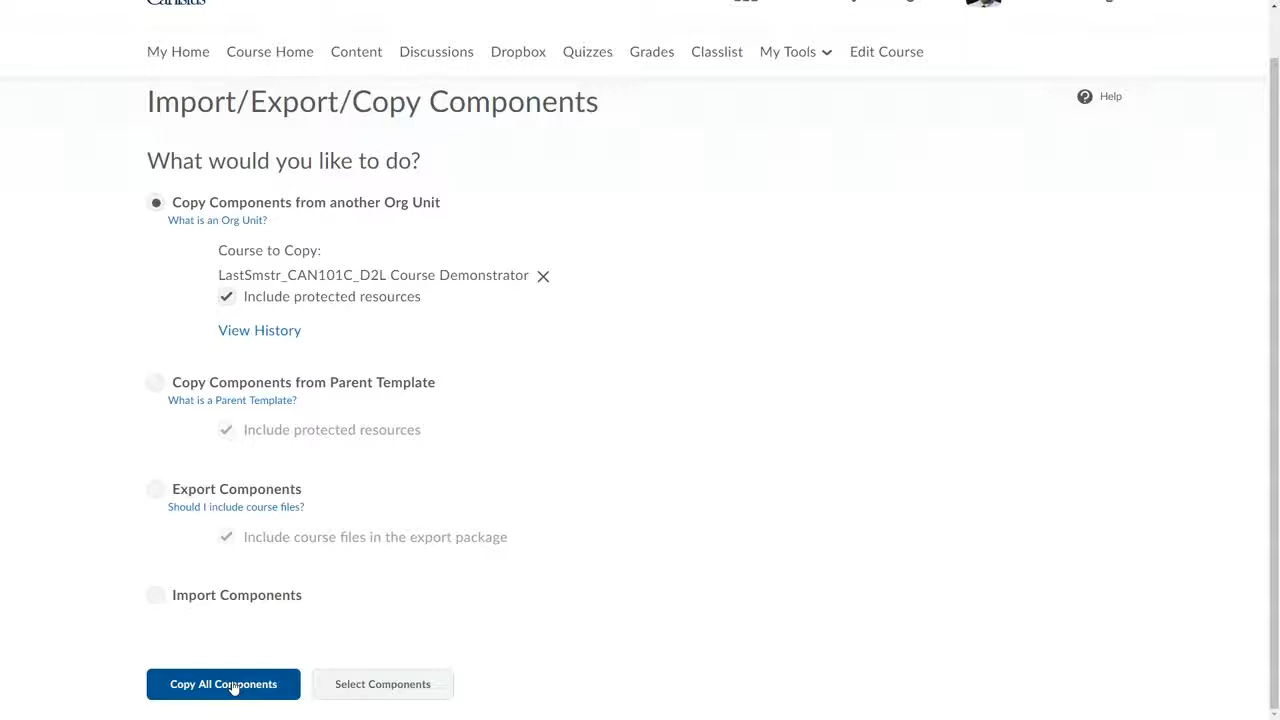 My Home Course Home Content Discussions Dropbox Quizzes Grades Classlist My Tools Edit Course
Import/Export/Copy Components
Help
What would you like to do?
Copy Components from another Org Unit
What is an Org Unit?
Course to Copy:
LastSmstr_CAN101C_D2L Course Demonstrator
Include protected resources
View History
Copy Components from Parent Template
What is a Parent Template?
Include protected resources
Export Components
Should I include course files?
Include course files in the export package
Import Components
Copy All Components
Select Components